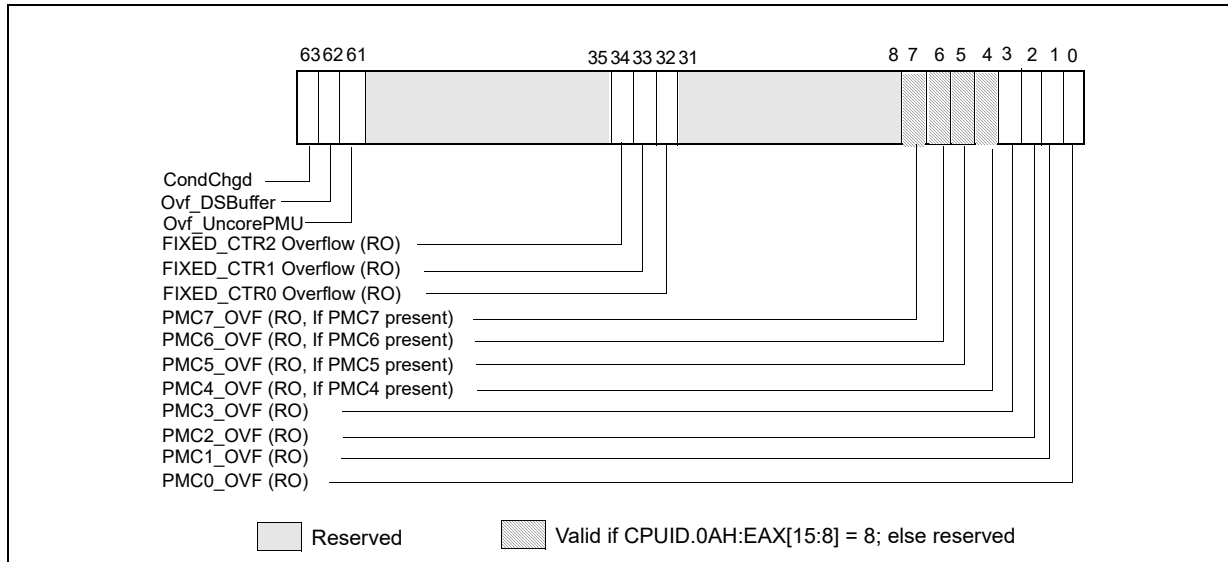 63 62 61 35 34 33 32 31 8 7 6 5 4 3 2 1 0
CondChgd
Ovf_DSBuffer
Ovf_UncorePMU
FIXED_CTR2 Overflow (RO)
FIXED_CTR1 Overflow (RO)
FIXED_CTR0 Overflow (RO)
PMC7_OVF (RO, If PMC7 present)
PMC6_OVF (RO, If PMC6 present)
PMC5_OVF (RO, If PMC5 present)
PMC4_OVF (RO, If PMC4 present)
PMC3_OVF (RO)
PMC2_OVF (RO)
PMC1_OVF (RO)
PMC0_OVF (RO)
Reserved Valid if CPUID.0AH:EAX[15:8] = 8; else reserved